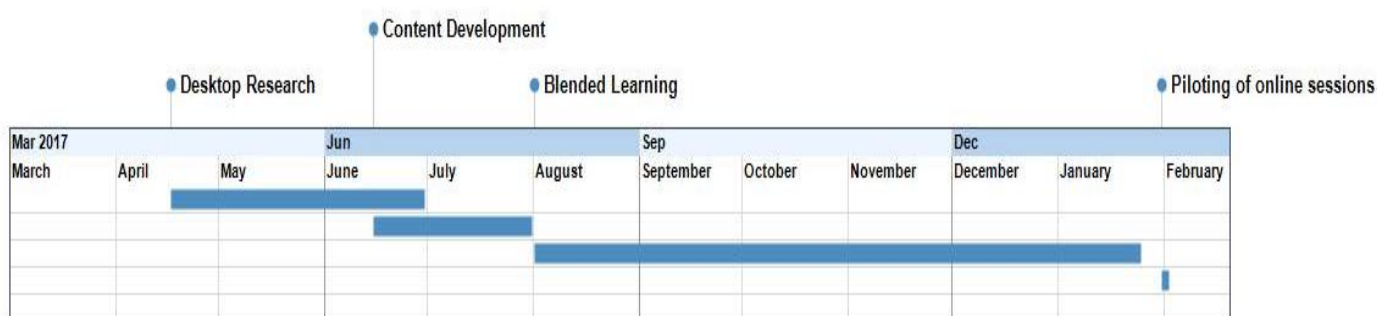 Content Development
Desktop Research Blended Learning Piloting of online sessions
Mar 2017 Jun Sep Dec
March April May June July August September October November December January February